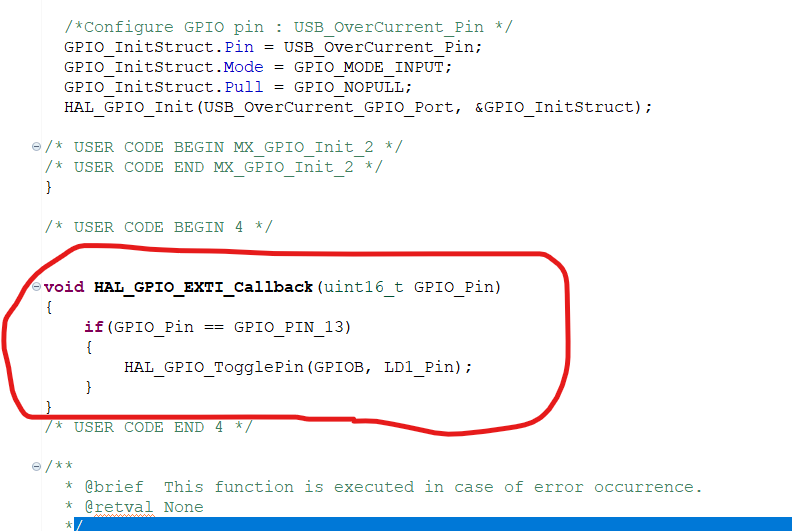 /*Configure GPIO pin : USB_OverCurrent_Pin */
GPIO_InitStruct.Pin = USB_OverCurrent_Pin;
GPIO_InitStruct.Mode = GPIO_MODE_INPUT;
GPIO_InitStruct.Pull = GPIO_NOPULL;
HAL_GPIO_Init(USB_OverCurrent_GPIO_Port, &GPIO_InitStruct);
/* USER CODE BEGIN MX_GPIO_Init_2 */
/* USER CODE END MX_GPIO_Init_2 */
}
/* USER CODE BEGIN 4 */
void HAL_GPIO_EXTI_Callback(uint16_t GPIO_Pin)
{
if(GPIO_Pin == GPIO_PIN_13)
{
HAL_GPIO_TogglePin(GPIOB, LD1_Pin);
}
}
/* USER CODE END 4 */
/**
* @brief  This function is executed in case of error occurrence.
* @retval None
*/